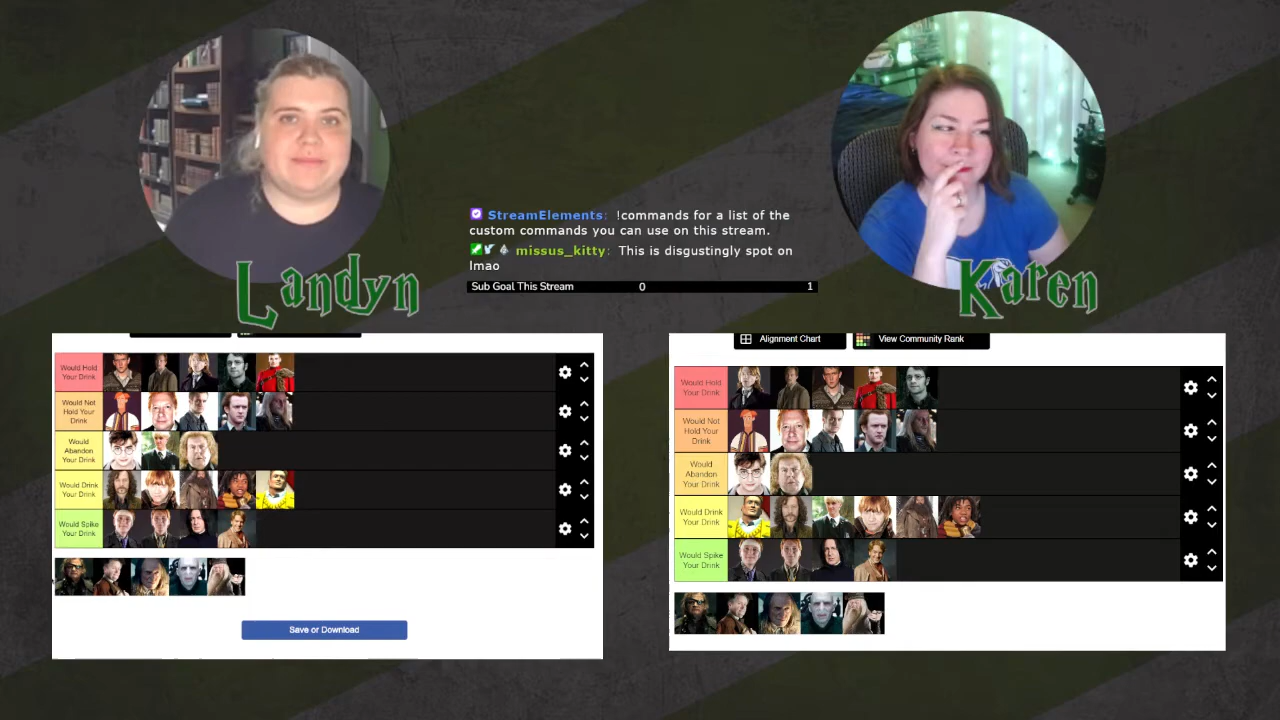 StreamElements: !commands for a list of the
custom commands you can use on this stream.
missus_kitty: This is disgustingly spot on
lmao
Sub Goal This Stream 0 1
Landyn
Karen
Would Hold
Your Drink
Would Not
Hold Your
Drink
Would
Abandon
Your Drink
Would Drink
Your Drink
Would Spike
Your Drink
Save or Download
Alignment Chart
View Community Rank
Would Hold
Your Drink
Would Not
Hold Your
Drink
Would
Abandon
Your Drink
Would Drink
Your Drink
Would Spike
Your Drink